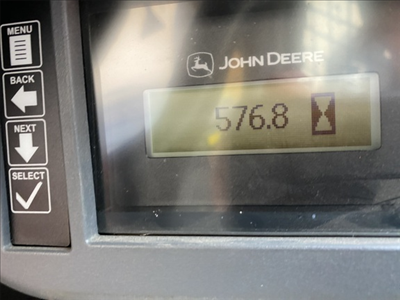 MENU
BACK
NEXT
SELECT
JOHN DEERE
576.8